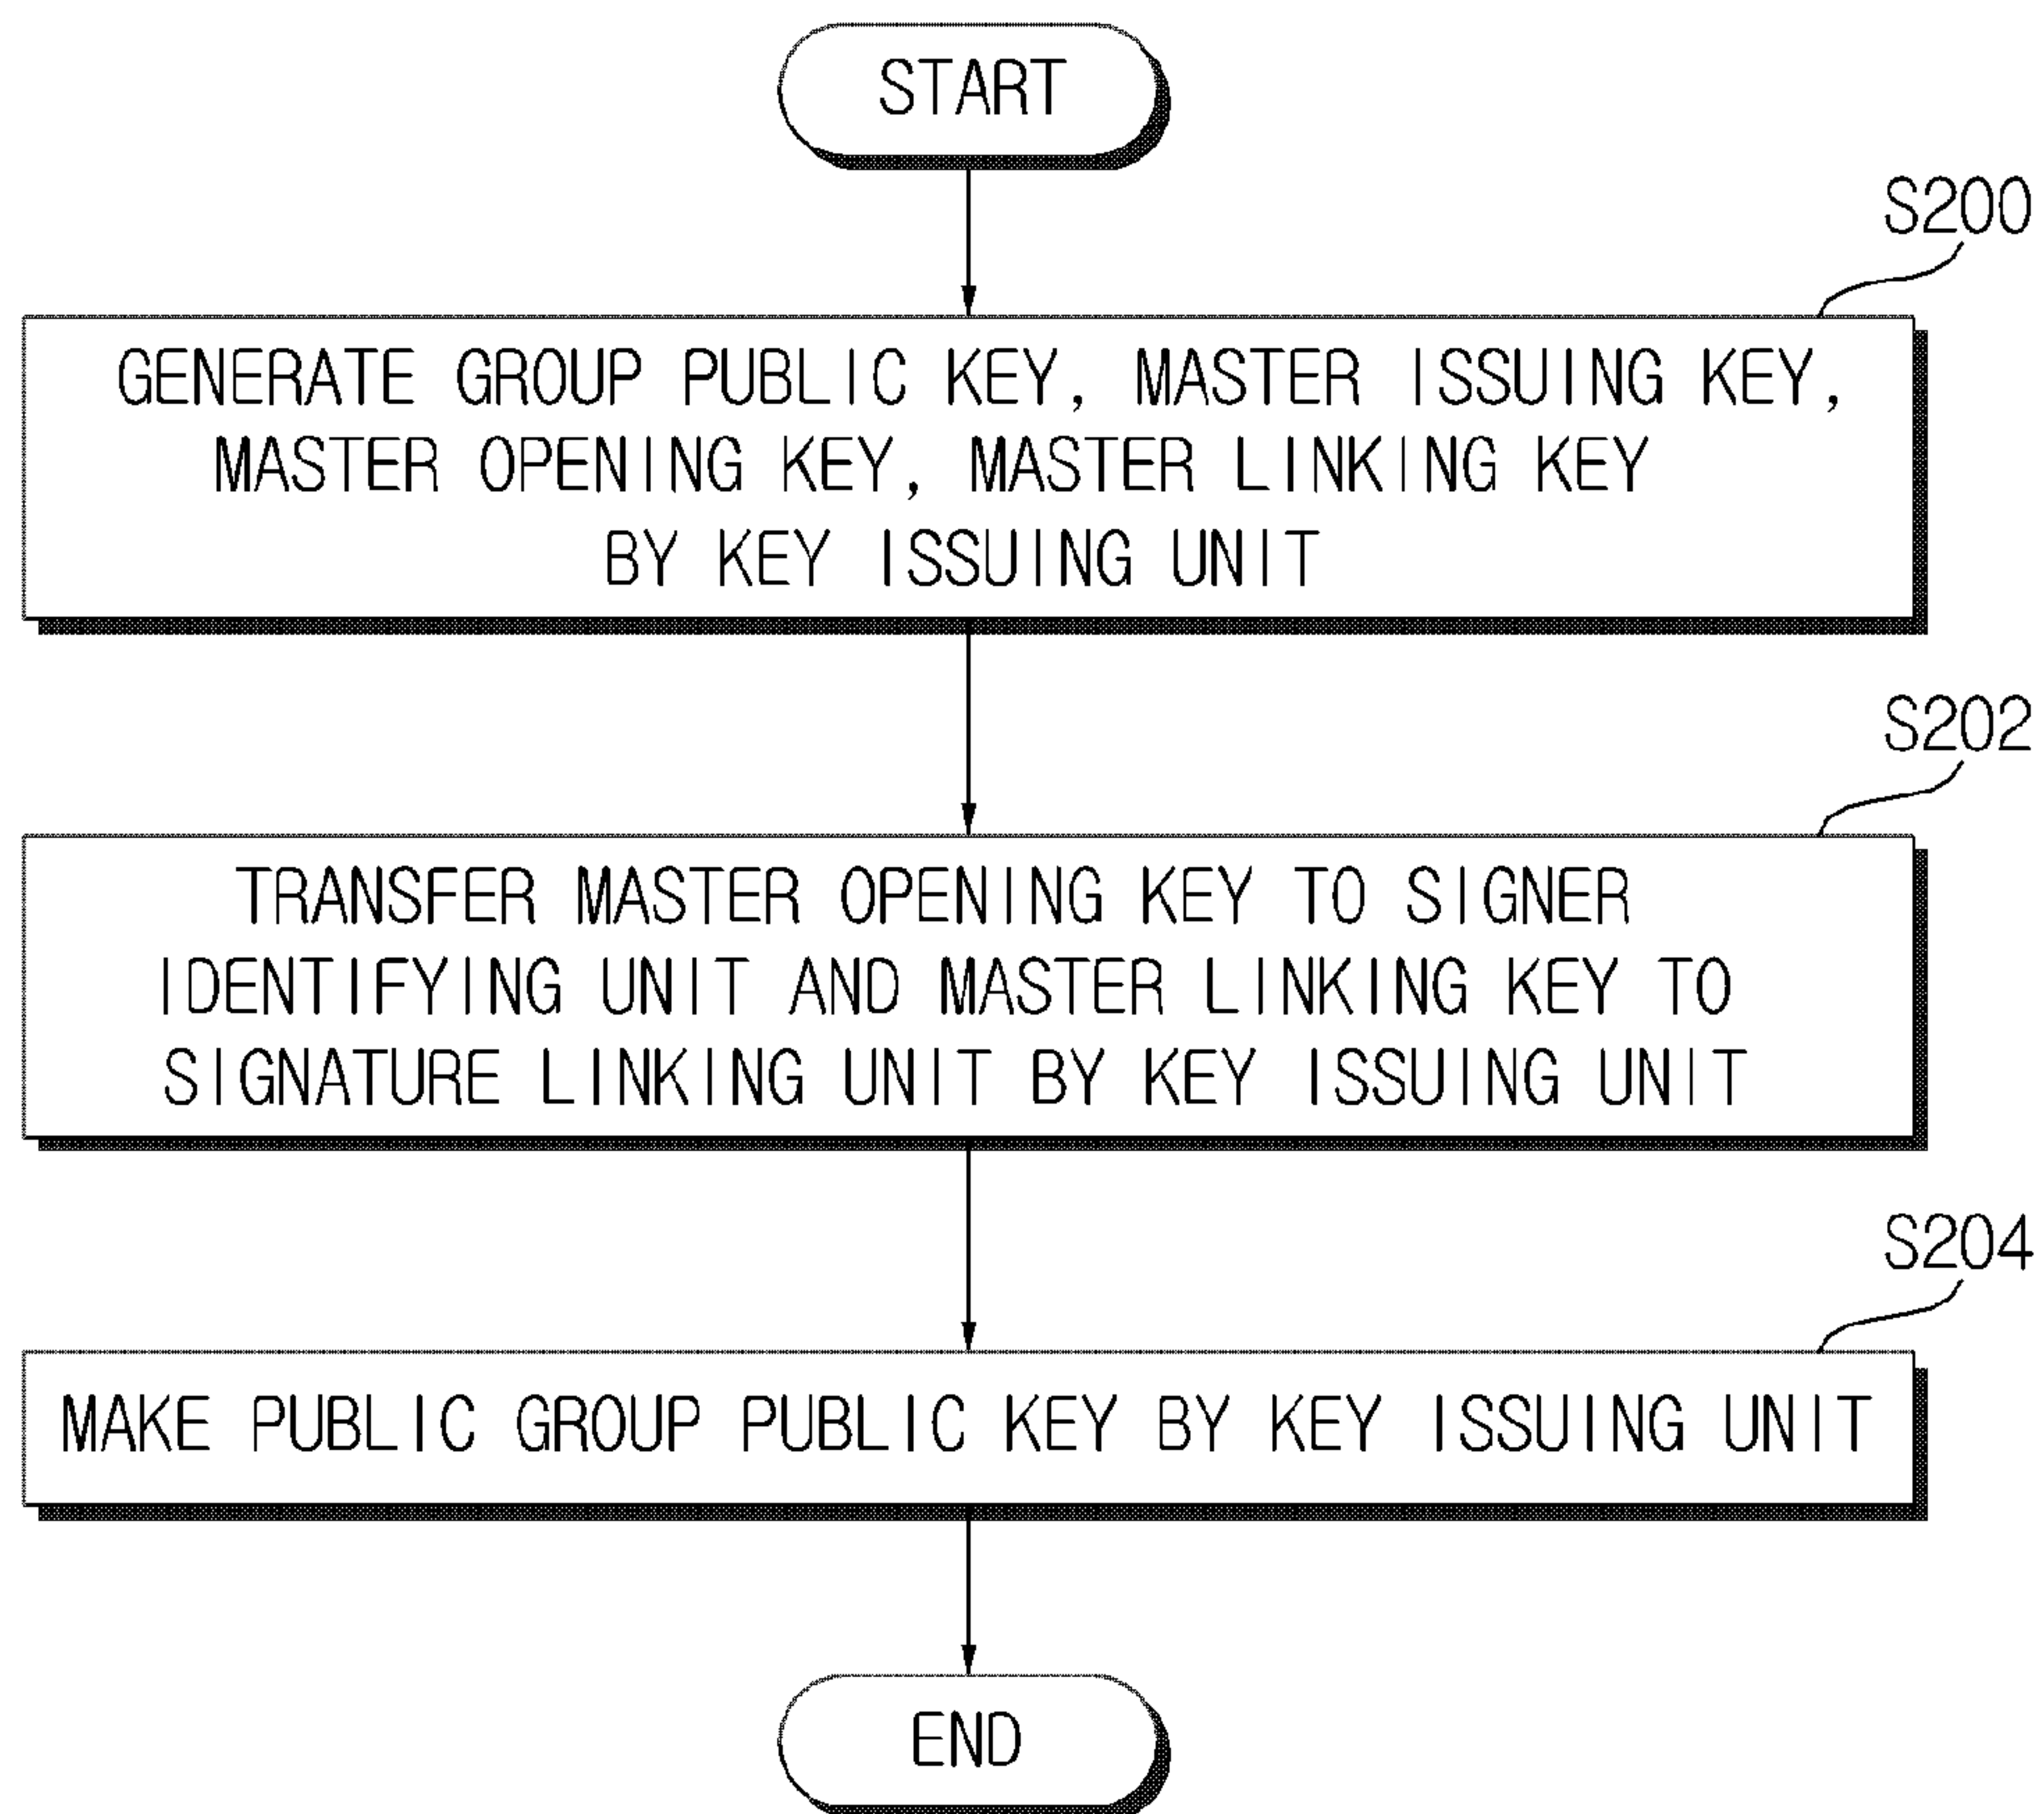 START
S200
GENERATE GROUP PUBLIC KEY, MASTER ISSUING KEY,
MASTER OPENING KEY, MASTER LINKING KEY
BY KEY ISSUING UNIT
S202
TRANSFER MASTER OPENING KEY TO SIGNER
IDENTIFYING UNIT AND MASTER LINKING KEY TO
SIGNATURE LINKING UNIT BY KEY ISSUING UNIT
S204
MAKE PUBLIC GROUP PUBLIC KEY BY KEY ISSUING UNIT
END